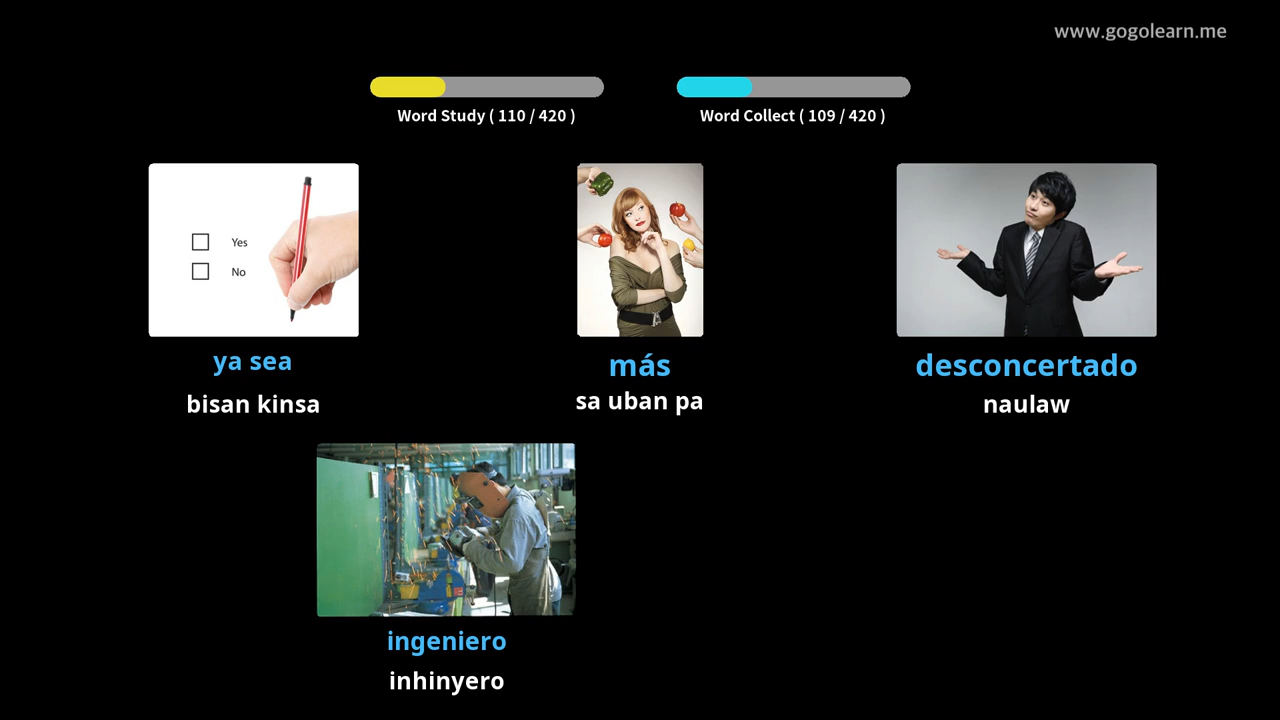 www.gogolearn.me
Word Study ( 110 / 420 )
Word Collect ( 109 / 420 )
Yes
No
ya sea
bisan kinsa
más
sa uban pa
desconcertado
naulaw
ingeniero
inhinyero